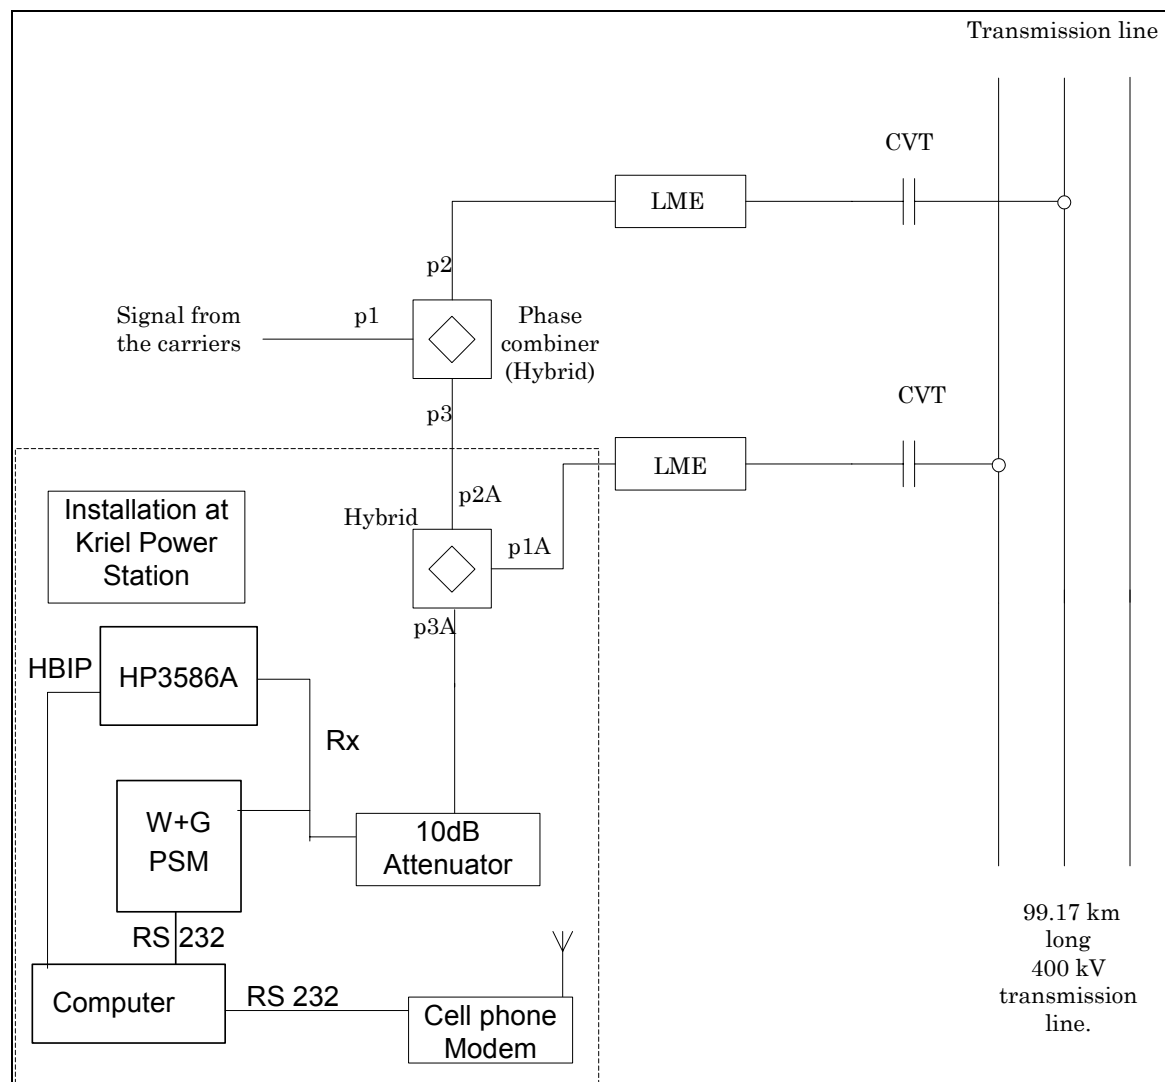 Transmission line
CVT
LME
p2
Signal from
the carriers
p1
Phase
combiner
(Hybrid)
p3
CVT
LME
p2A
Hybrid
p1A
p3A
Installation at
Kriel Power
Station
HBIP
HP3586A
Rx
W+G
PSM
10dB
Attenuator
RS 232
Computer
RS 232
Cell phone
Modem
99.17 km
long
400 kV
transmission
line.